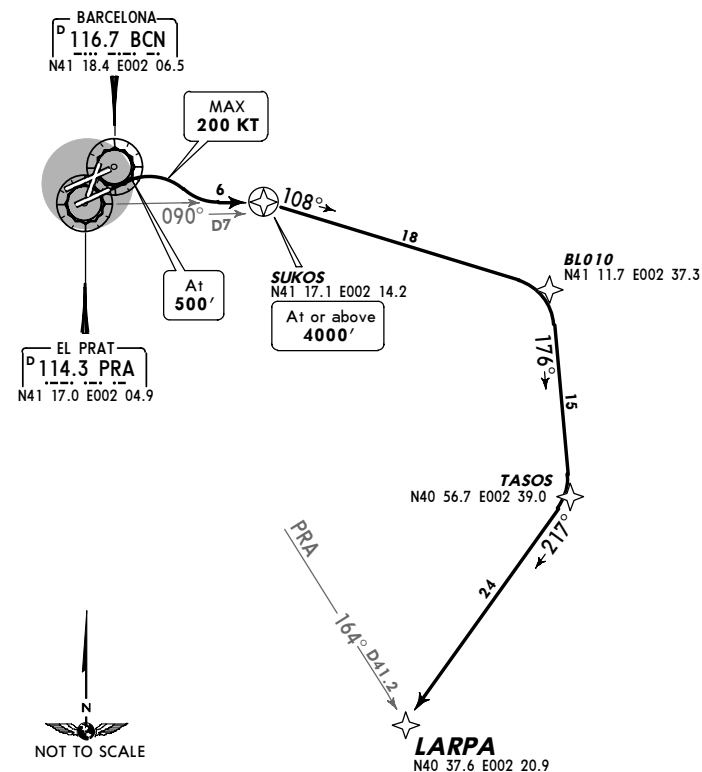 BARCELONA
D 116.7 BCN
N41 18.4 E002 06.5
MAX
200 KT
6
090°
D7
108°
18
SUKOS
N41 17.1 E002 14.2
At or above
4000'
At
500'
BL010
N41 11.7 E002 37.3
EL PRAT
D 114.3 PRA
N41 17.0 E002 04.9
176°
15
TASOS
N40 56.7 E002 39.0
217°
24
PRA
164° D41.2
N
NOT TO SCALE
LARPA
N40 37.6 E002 20.9